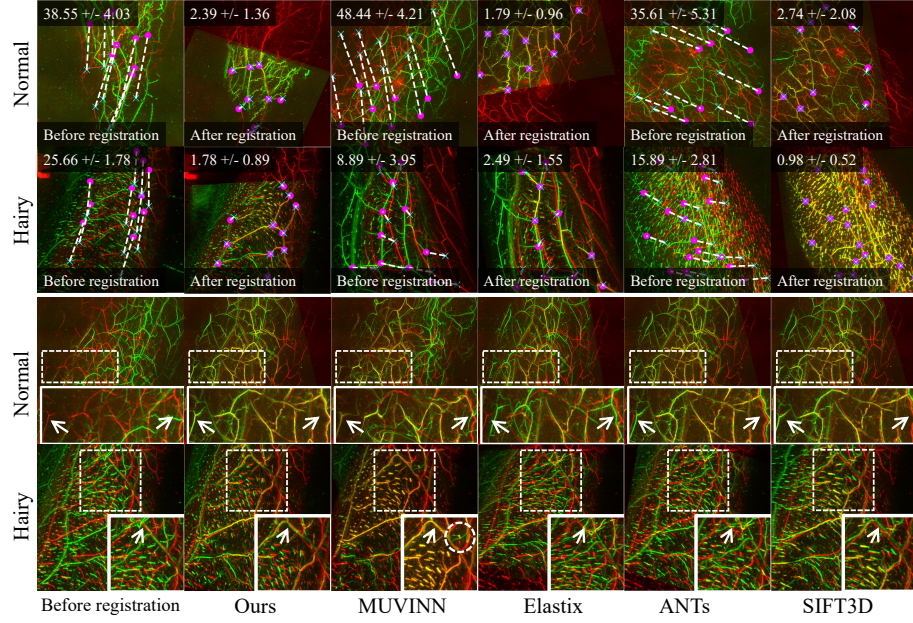 38.55 +/- 4.03 2.39 +/- 1.36 48.44 +/- 4.21 1.79 +/- 0.96 35.61 +/- 5.31 2.74 +/- 2.08
Normal
Before registration After registration Before registration After registration Before registration After registration
25.66 +/- 1.78 1.78 +/- 0.89 8.89 +/- 3.95 2.49 +/- 1.55 15.89 +/- 2.81 0.98 +/- 0.52
Hairy
Before registration After registration Before registration After registration Before registration After registration
Normal
Hairy
Before registration Ours MUVINN Elastix ANTs SIFT3D